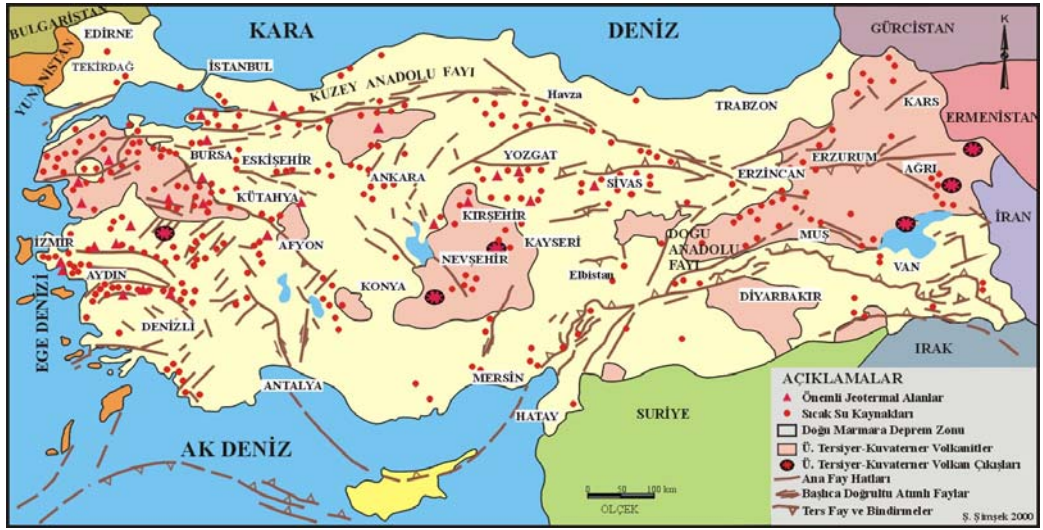 BULGARİSTAN
EDİRNE
TEKİRDAĞ
YUNANİSTAN
İSTANBUL
KARA DENİZ
GÜRCİSTAN
K
KUZEY ANADOLU FAYI
Havza
TRABZON
KARS
ERMENİSTAN
BURSA
ESKİŞEHİR
ANKARA
YOZGAT
SİVAS
ERZİNCAN
ERZURUM
AĞRI
KÜTAHYA
KIRŞEHİR
İRAN
İZMİR
AFYON
NEVŞEHİR
KAYSERİ
DOĞU
ANADOLU
FAYI
MUŞ
VAN
AYDIN
KONYA
Elbistan
DİYARBAKIR
EGE DENİZİ
DENİZLİ
ANTALYA
MERSİN
HATAY
IRAK
SURİYE
AK DENİZ
0 50 100 km
ÖLÇEK
AÇIKLAMALAR
Önemli Jeotermal Alanlar
Sıcak Su Kaynakları
Doğu Marmara Deprem Zonu
Ü. Tersiyer-Kuvaterner Volkanitler
Ü. Tersiyer-Kuvaterner Volkan Çıkışları
Ana Fay Hatları
Başlıca Doğrultu Atımlı Faylar
Ters Fay ve Bindirmeler
Ş. Şimşek 2000